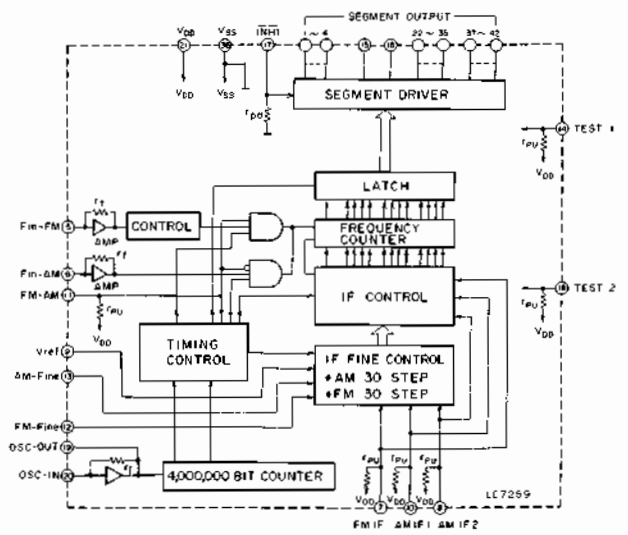 SEGMENT OUTPUT
VDD VSS INHI 1~4 22~35 37~42
21 36 17 15 16
VDD VSS rpd
SEGMENT DRIVER
44 TEST 1
rPU
VDD
LATCH
rf
Fin-FM 5 AMP CONTROL
FREQUENCY COUNTER
rf
Fin-AM 6 AMP
FM-AM 11
rPU
VDD
IF CONTROL
18 TEST 2
rPU
VDD
TIMING CONTROL
Vref 9
AM-Fine 13
IF FINE CONTROL
*AM 30 STEP
*FM 30 STEP
FM-Fine 12
OSC-OUT 19
OSC-IN 20 rf
4,000,000 BIT COUNTER
rPU rPU rPU
VDD VDD VDD
LC7259
7 10 8
FM IF AM IF1 AM IF2